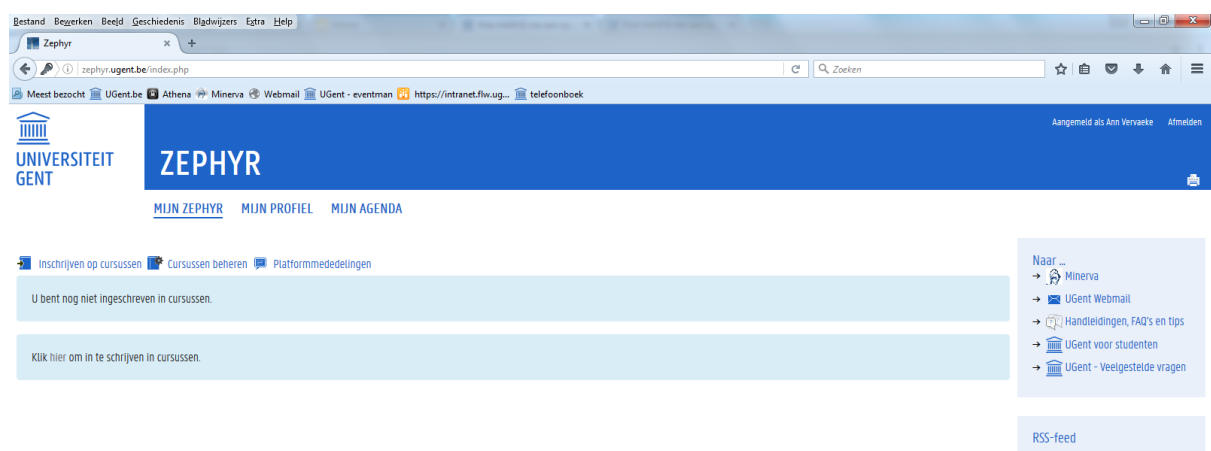 Bestand Bewerken Beeld Geschiedenis Bladwijzers Extra Help
Zephyr × +
zephyr.ugent.be/index.php
Zoeken
Meest bezocht UGent.be Athena Minerva Webmail UGent - eventman https://intranet.flw.ug... telefoonboek
UNIVERSITEIT
GENT
ZEPHYR
Aangemeld als Ann Vervaeke Afmelden
MIJN ZEPHYR MIJN PROFIEL MIJN AGENDA
Inschrijven op cursussen Cursussen beheren Platformmededelingen
U bent nog niet ingeschreven in cursussen.
Klik hier om in te schrijven in cursussen.
Naar ...
→ Minerva
→ UGent Webmail
→ Handleidingen, FAQ's en tips
→ UGent voor studenten
→ UGent - Veelgestelde vragen
RSS-feed